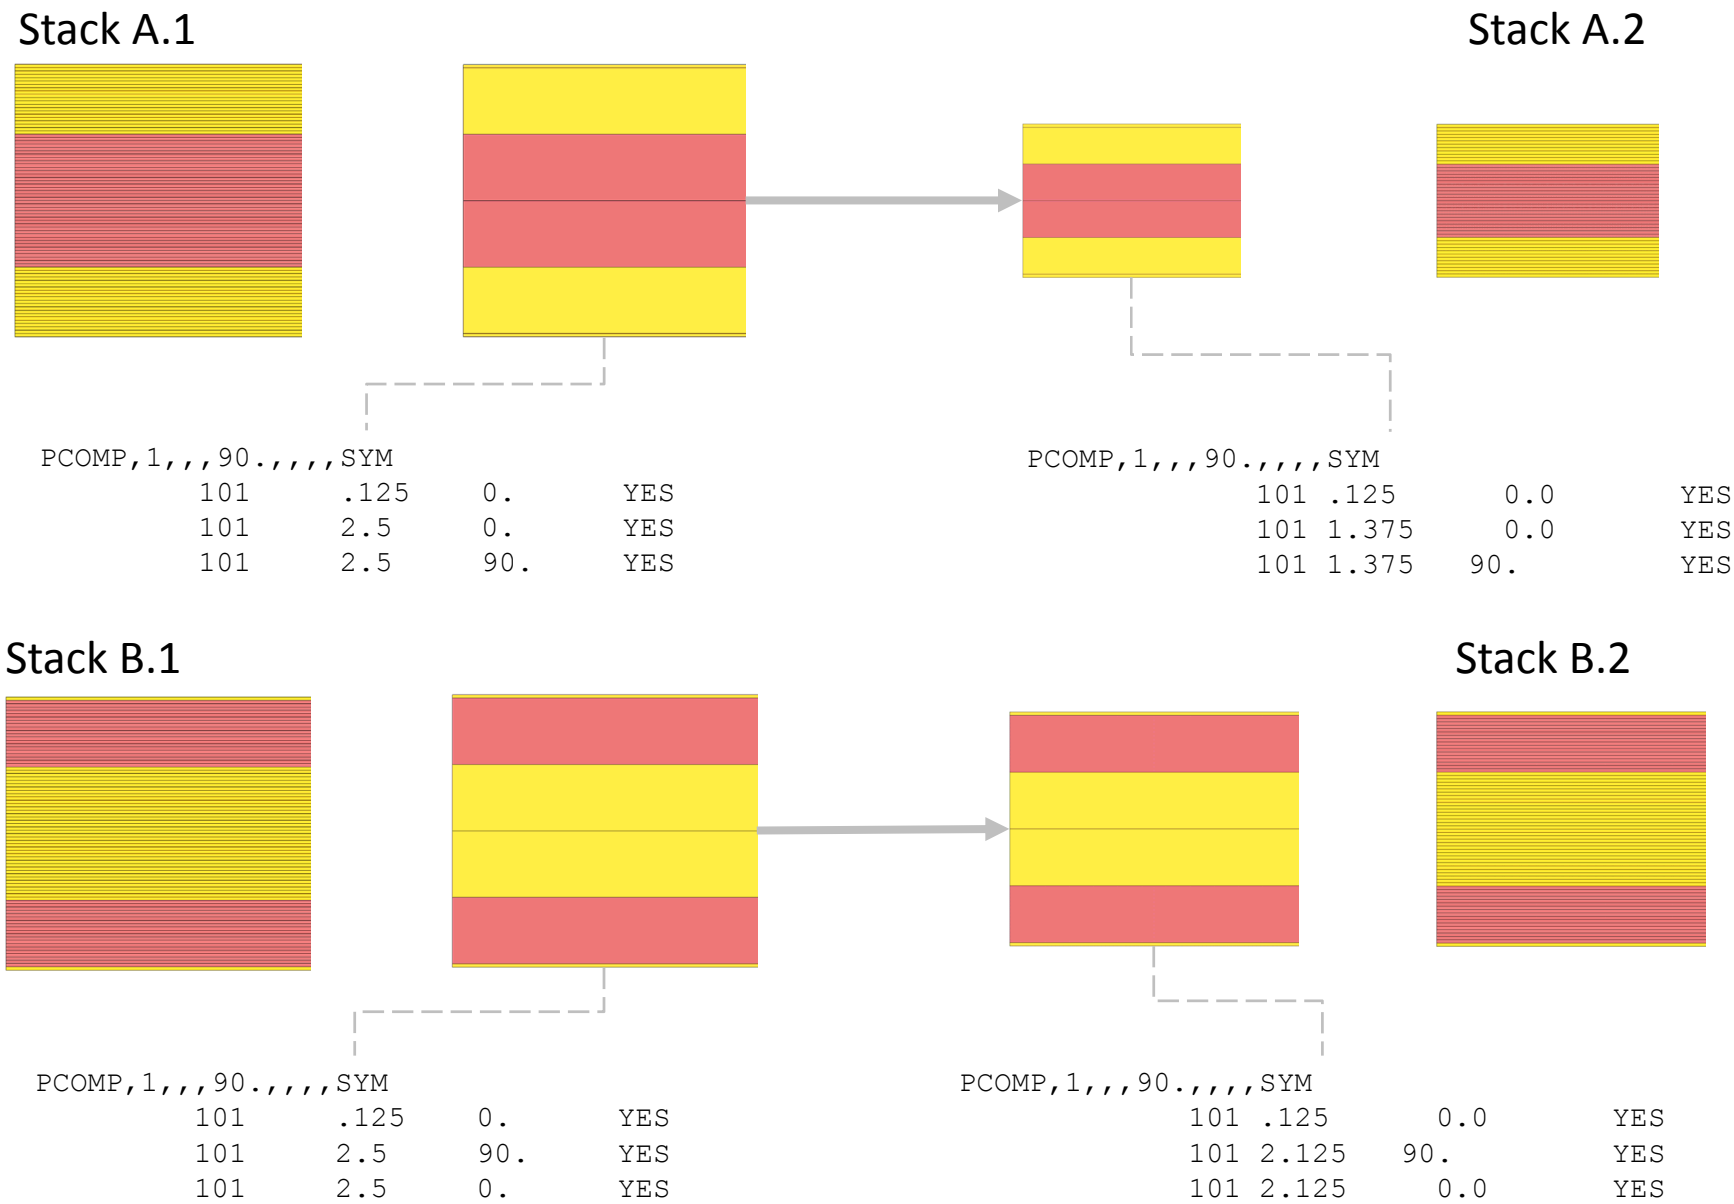 Stack A.1
Stack A.2
PCOMP,1,,,90.,,,,SYM
101 .125 0. YES
101 2.5 0. YES
101 2.5 90. YES
PCOMP,1,,,90.,,,,SYM
101 .125 0.0 YES
101 1.375 0.0 YES
101 1.375 90. YES
Stack B.1
Stack B.2
PCOMP,1,,,90.,,,,SYM
101 .125 0. YES
101 2.5 90. YES
101 2.5 0. YES
PCOMP,1,,,90.,,,,SYM
101 .125 0.0 YES
101 2.125 90. YES
101 2.125 0.0 YES